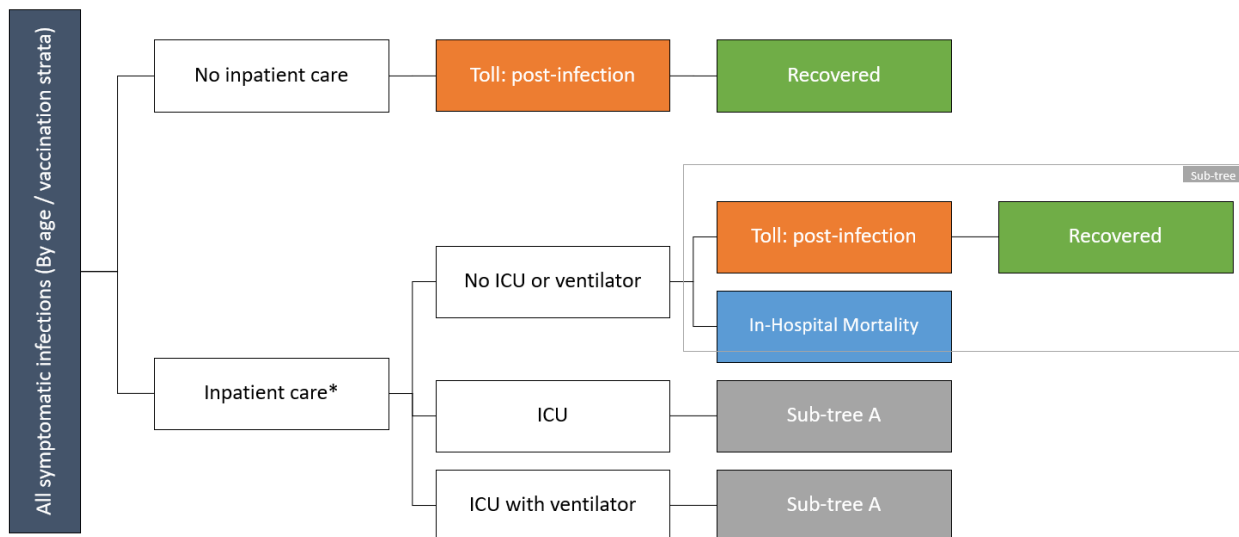 All symptomatic infections (By age / vaccination strata)
No inpatient care
Toll: post-infection
Recovered
Sub-tree
Toll: post-infection
Recovered
No ICU or ventilator
In-Hospital Mortality
Inpatient care*
ICU
Sub-tree A
ICU with ventilator
Sub-tree A